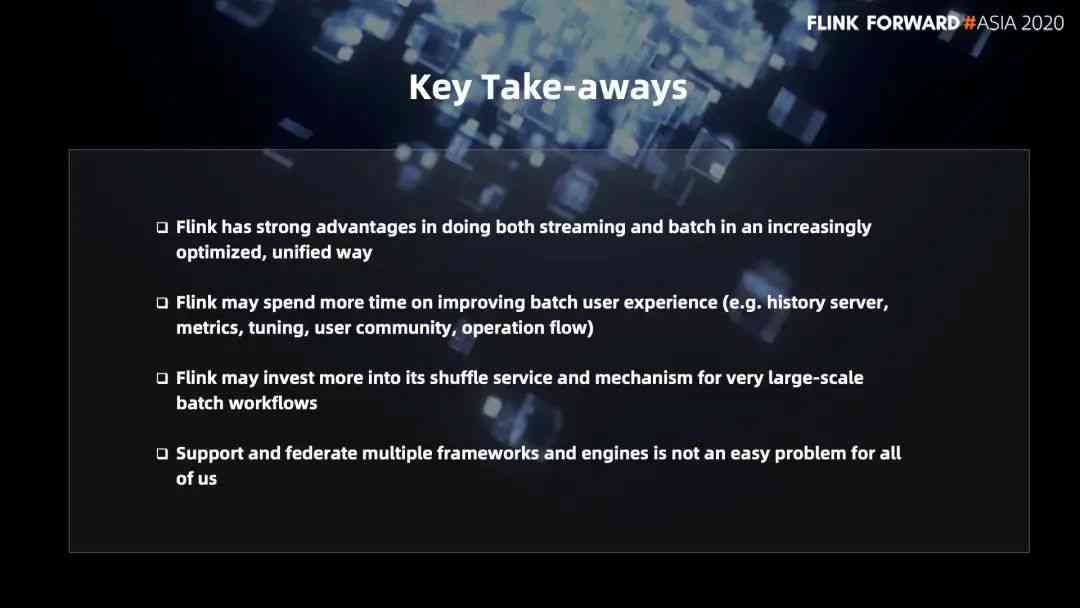 FLINK FORWARD#ASIA 2020
Key Take-aways
❏ Flink has strong advantages in doing both streaming and batch in an increasingly
optimized, unified way
❏ Flink may spend more time on improving batch user experience (e.g. history server,
metrics, tuning, user community, operation flow)
❏ Flink may invest more into its shuffle service and mechanism for very large-scale
batch workflows
❏ Support and federate multiple frameworks and engines is not an easy problem for all
of us